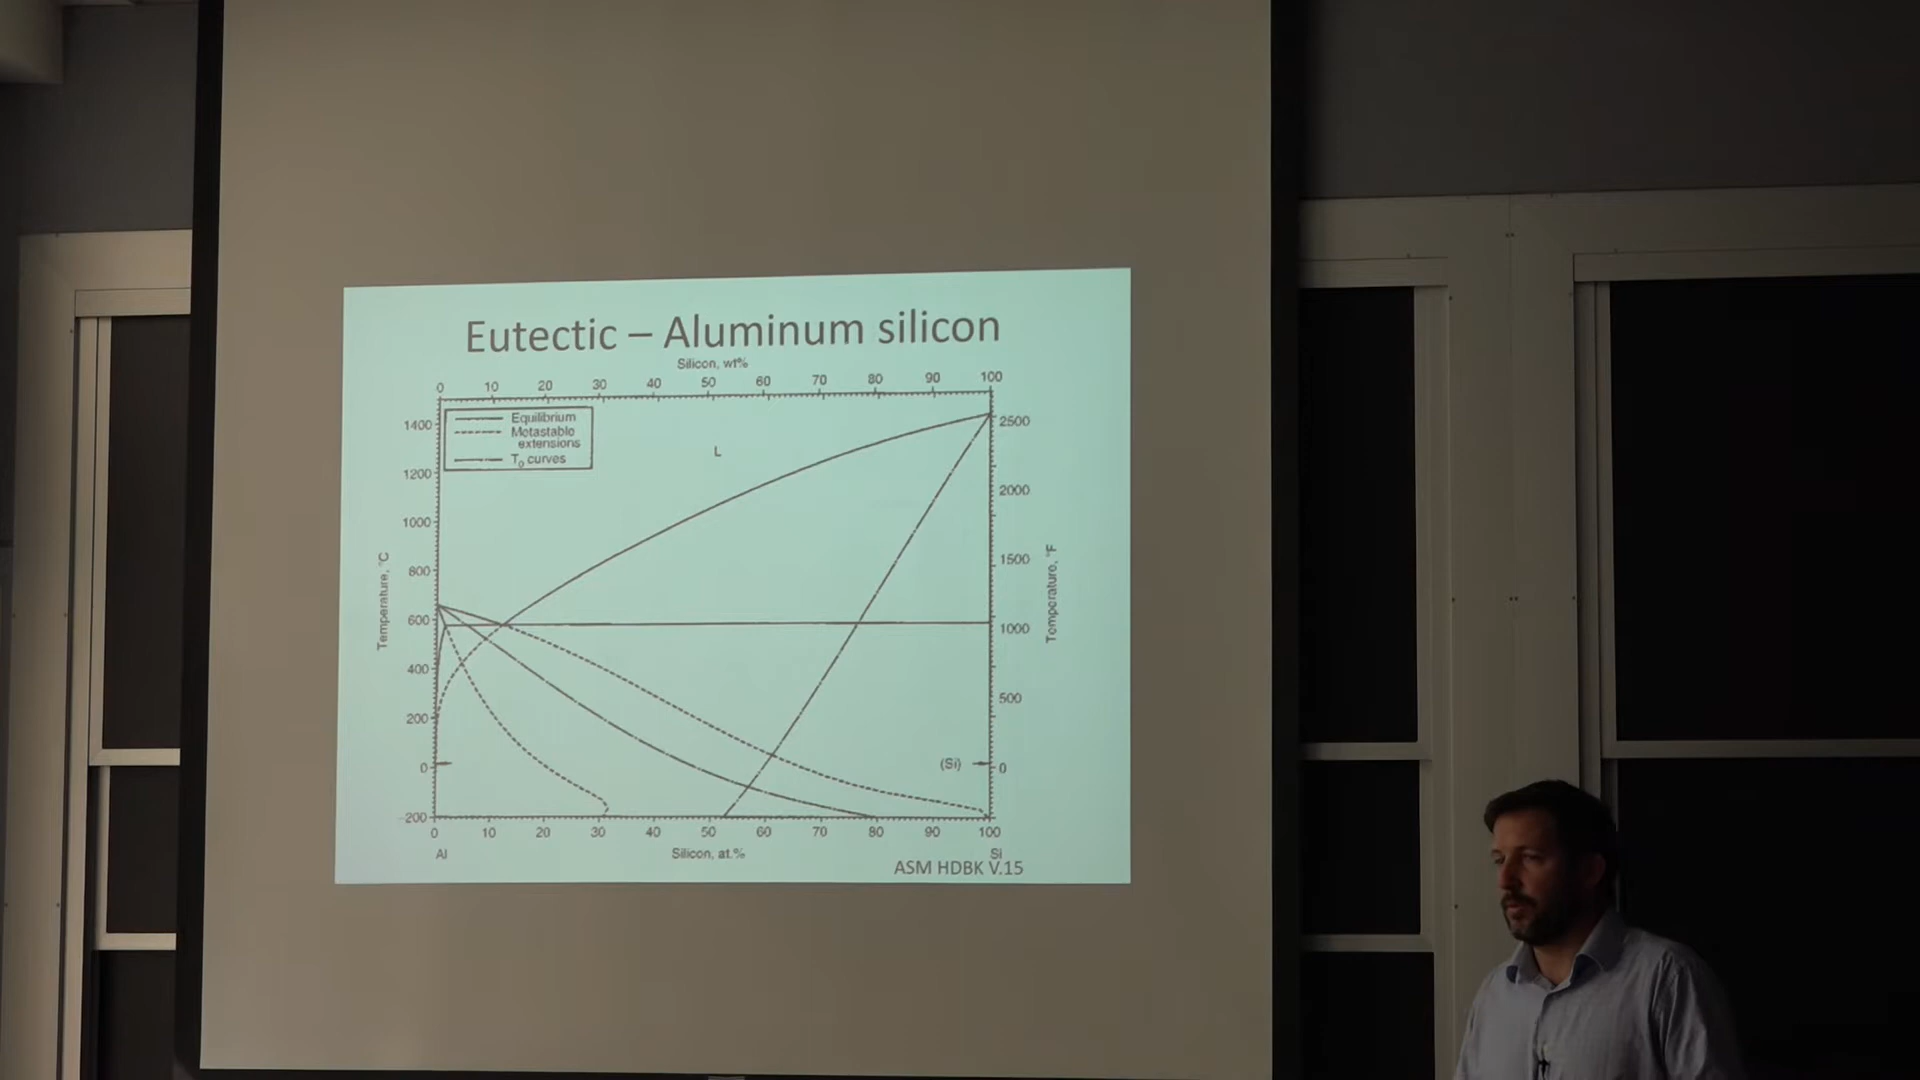 Eutectic – Aluminum silicon
Silicon, wt%
0 10 20 30 40 50 60 70 80 90 100
Equilibrium
Metastable
extensions
T₀ curves
L
1400
1200
1000
800
600
400
200
0
-200
Temperature, °C
2500
2000
1500
1000
500
0
Temperature, °F
(Si)
0 10 20 30 40 50 60 70 80 90 100
Al
Silicon, at.%
Si
ASM HDBK V.15